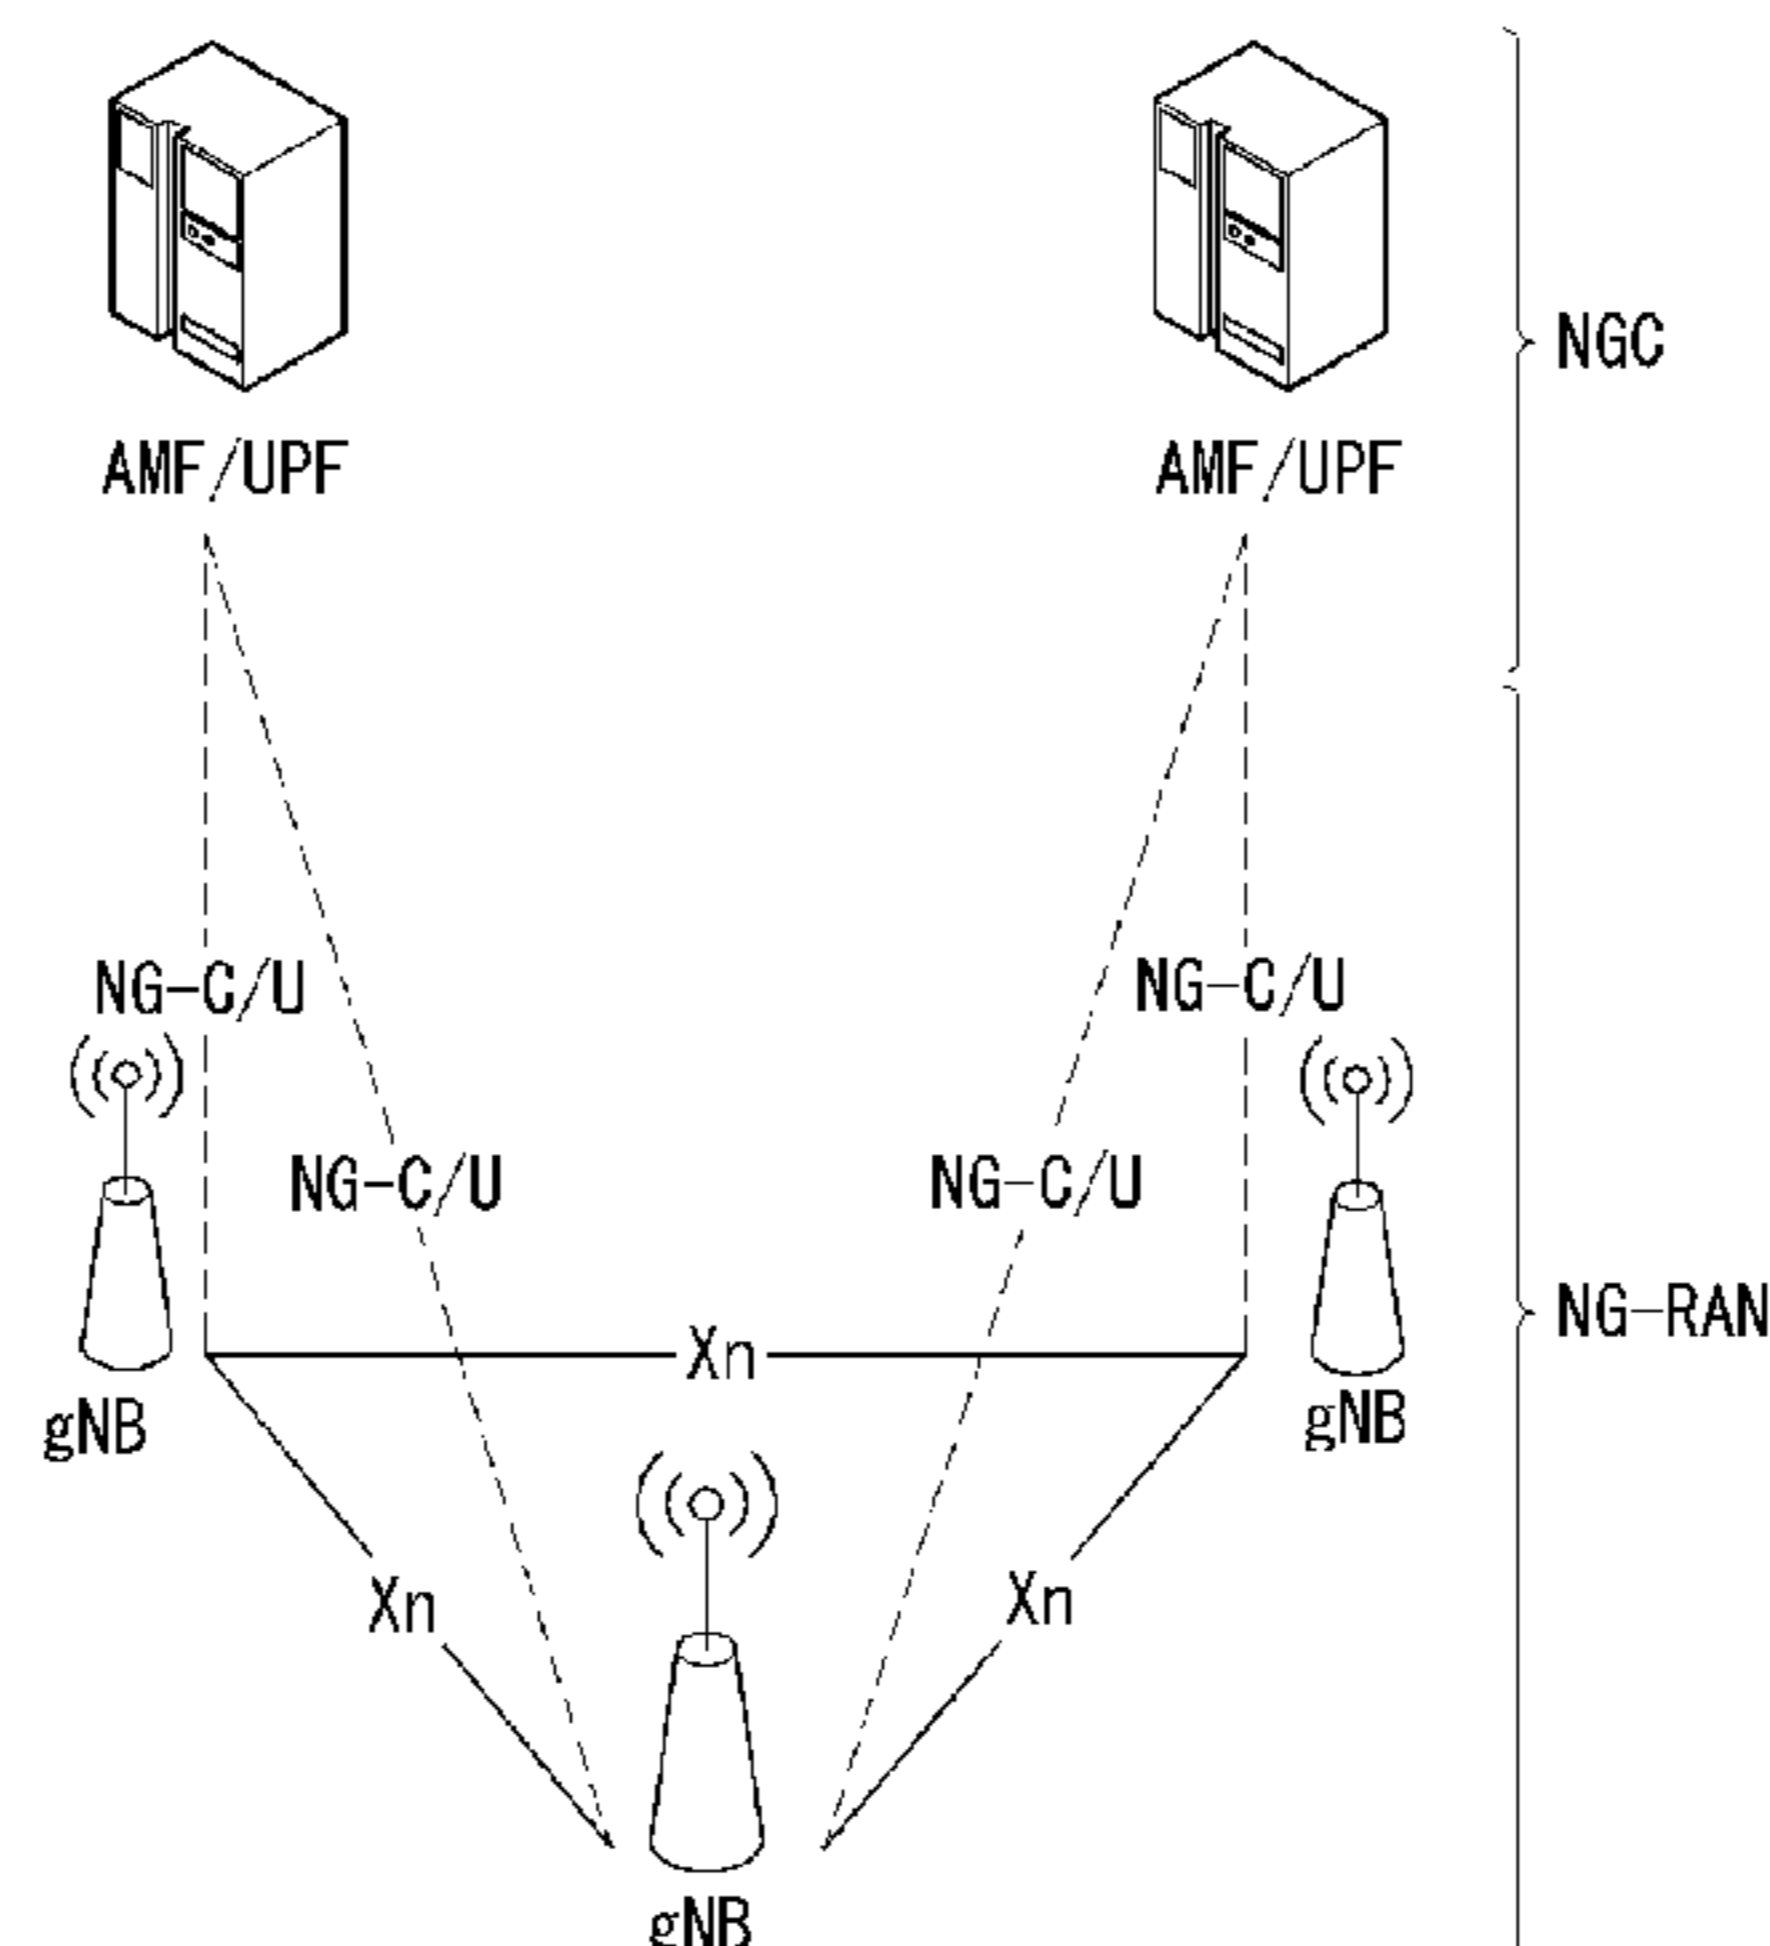 NGC
AMF/UPF
AMF/UPF
NG-C/U
NG-C/U
NG-C/U
NG-C/U
NG-RAN
Xn
gNB
gNB
Xn
Xn
gNB